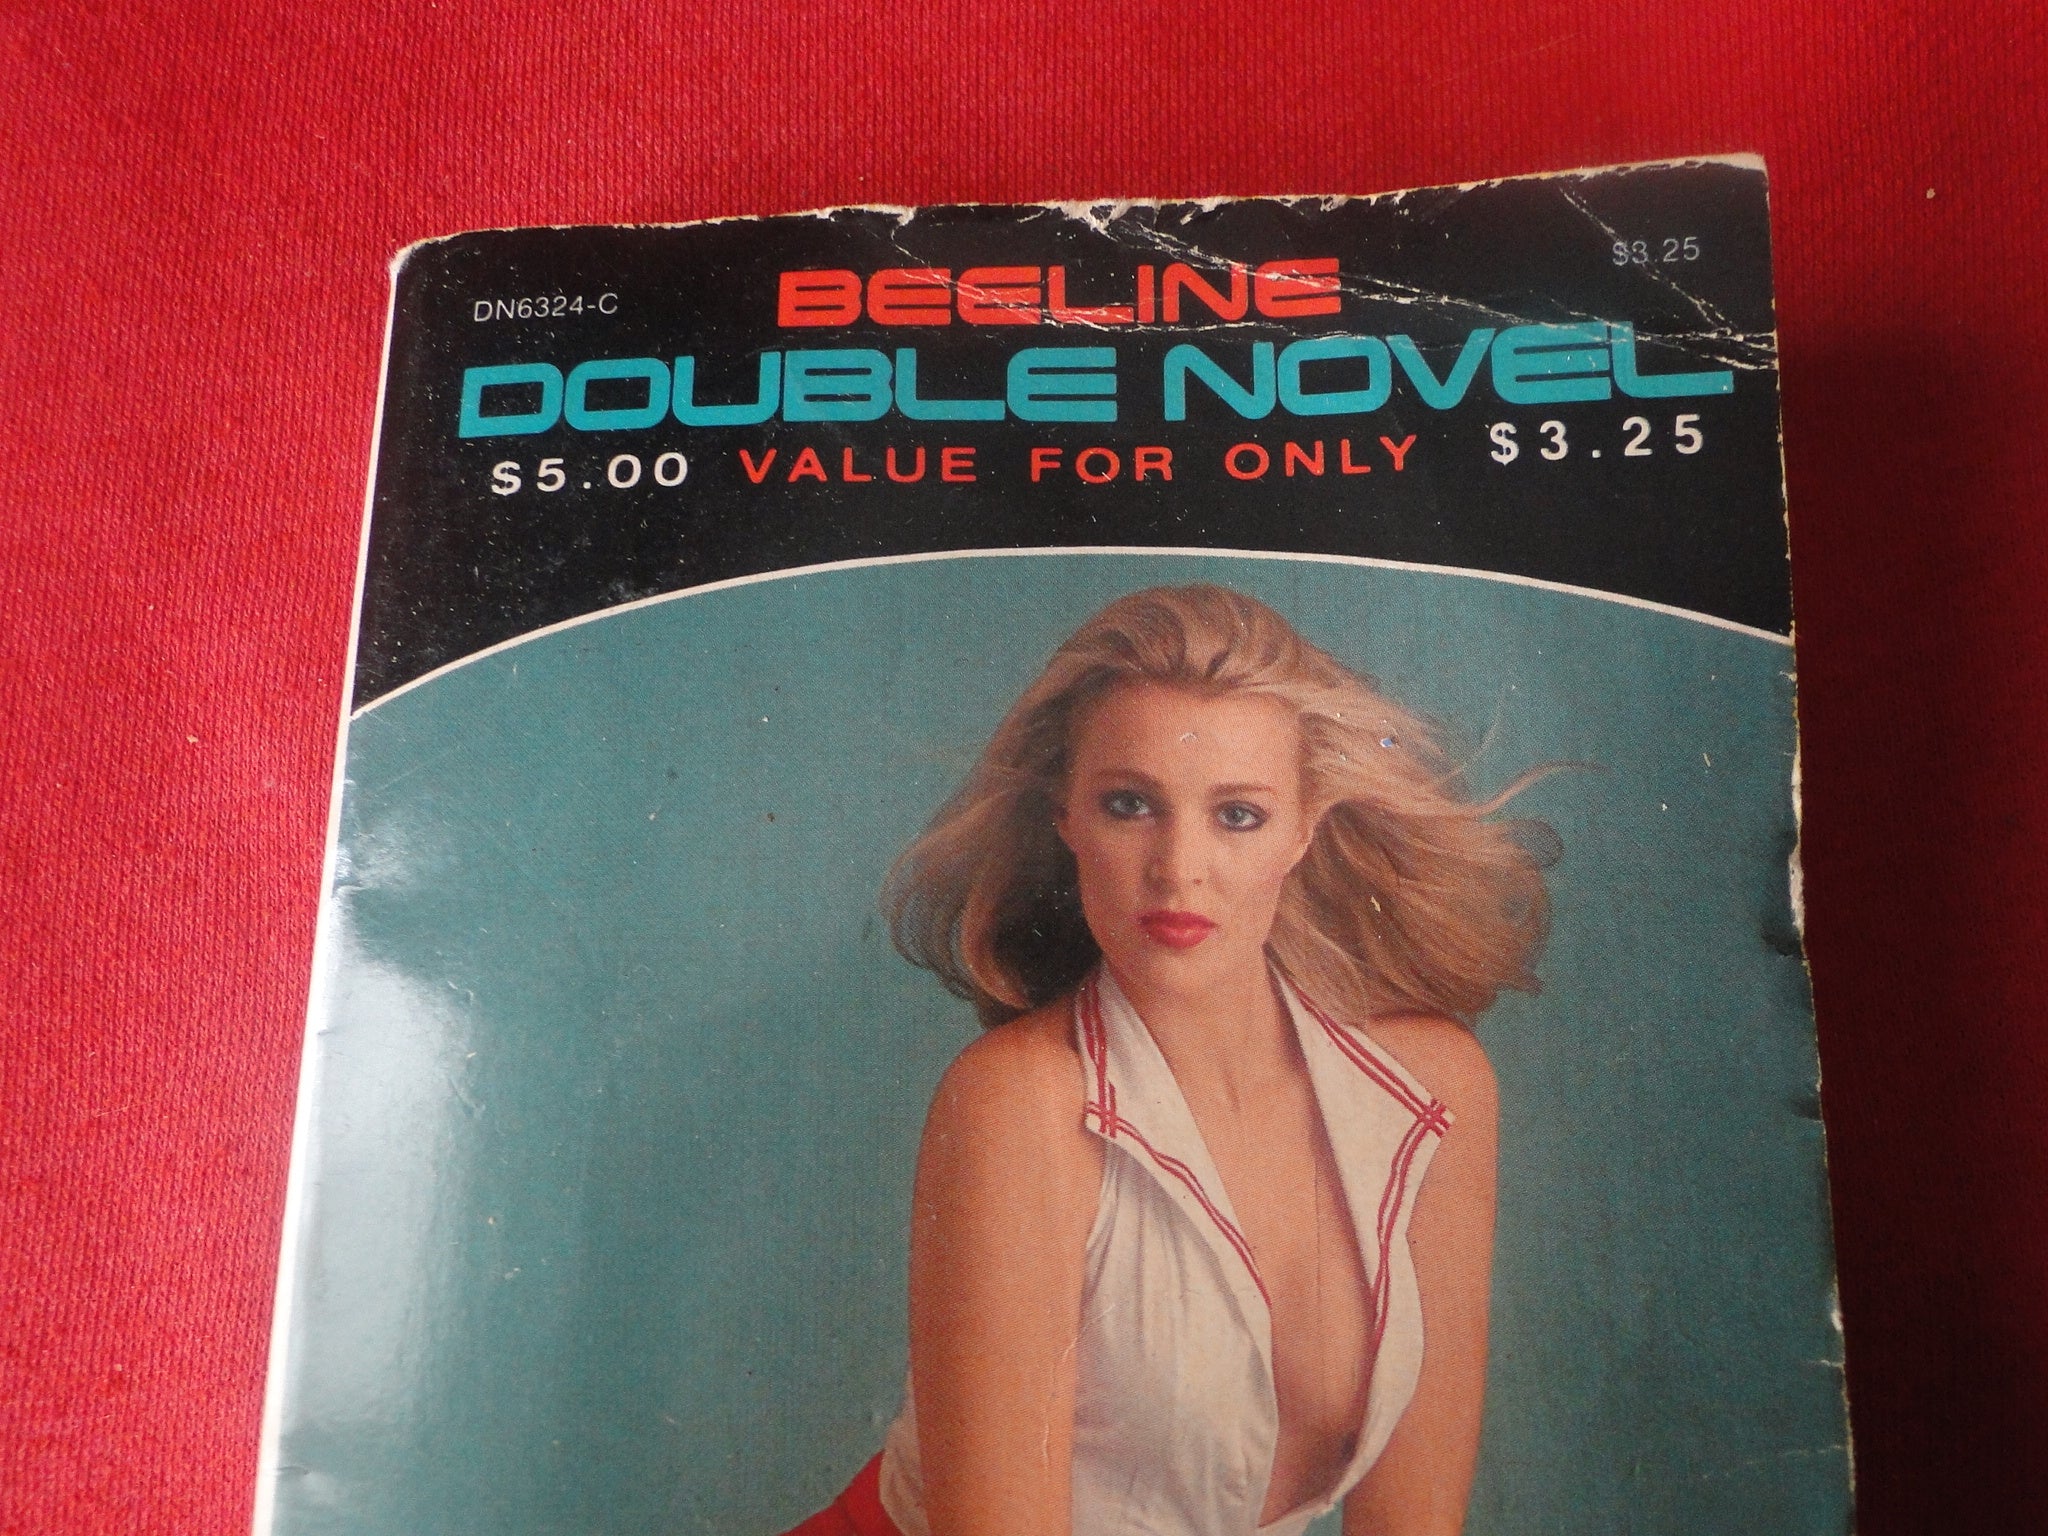 $3.25
DN6324-C
BEELINE
DOUBLE NOVEL
$5.00 VALUE FOR ONLY $3.25